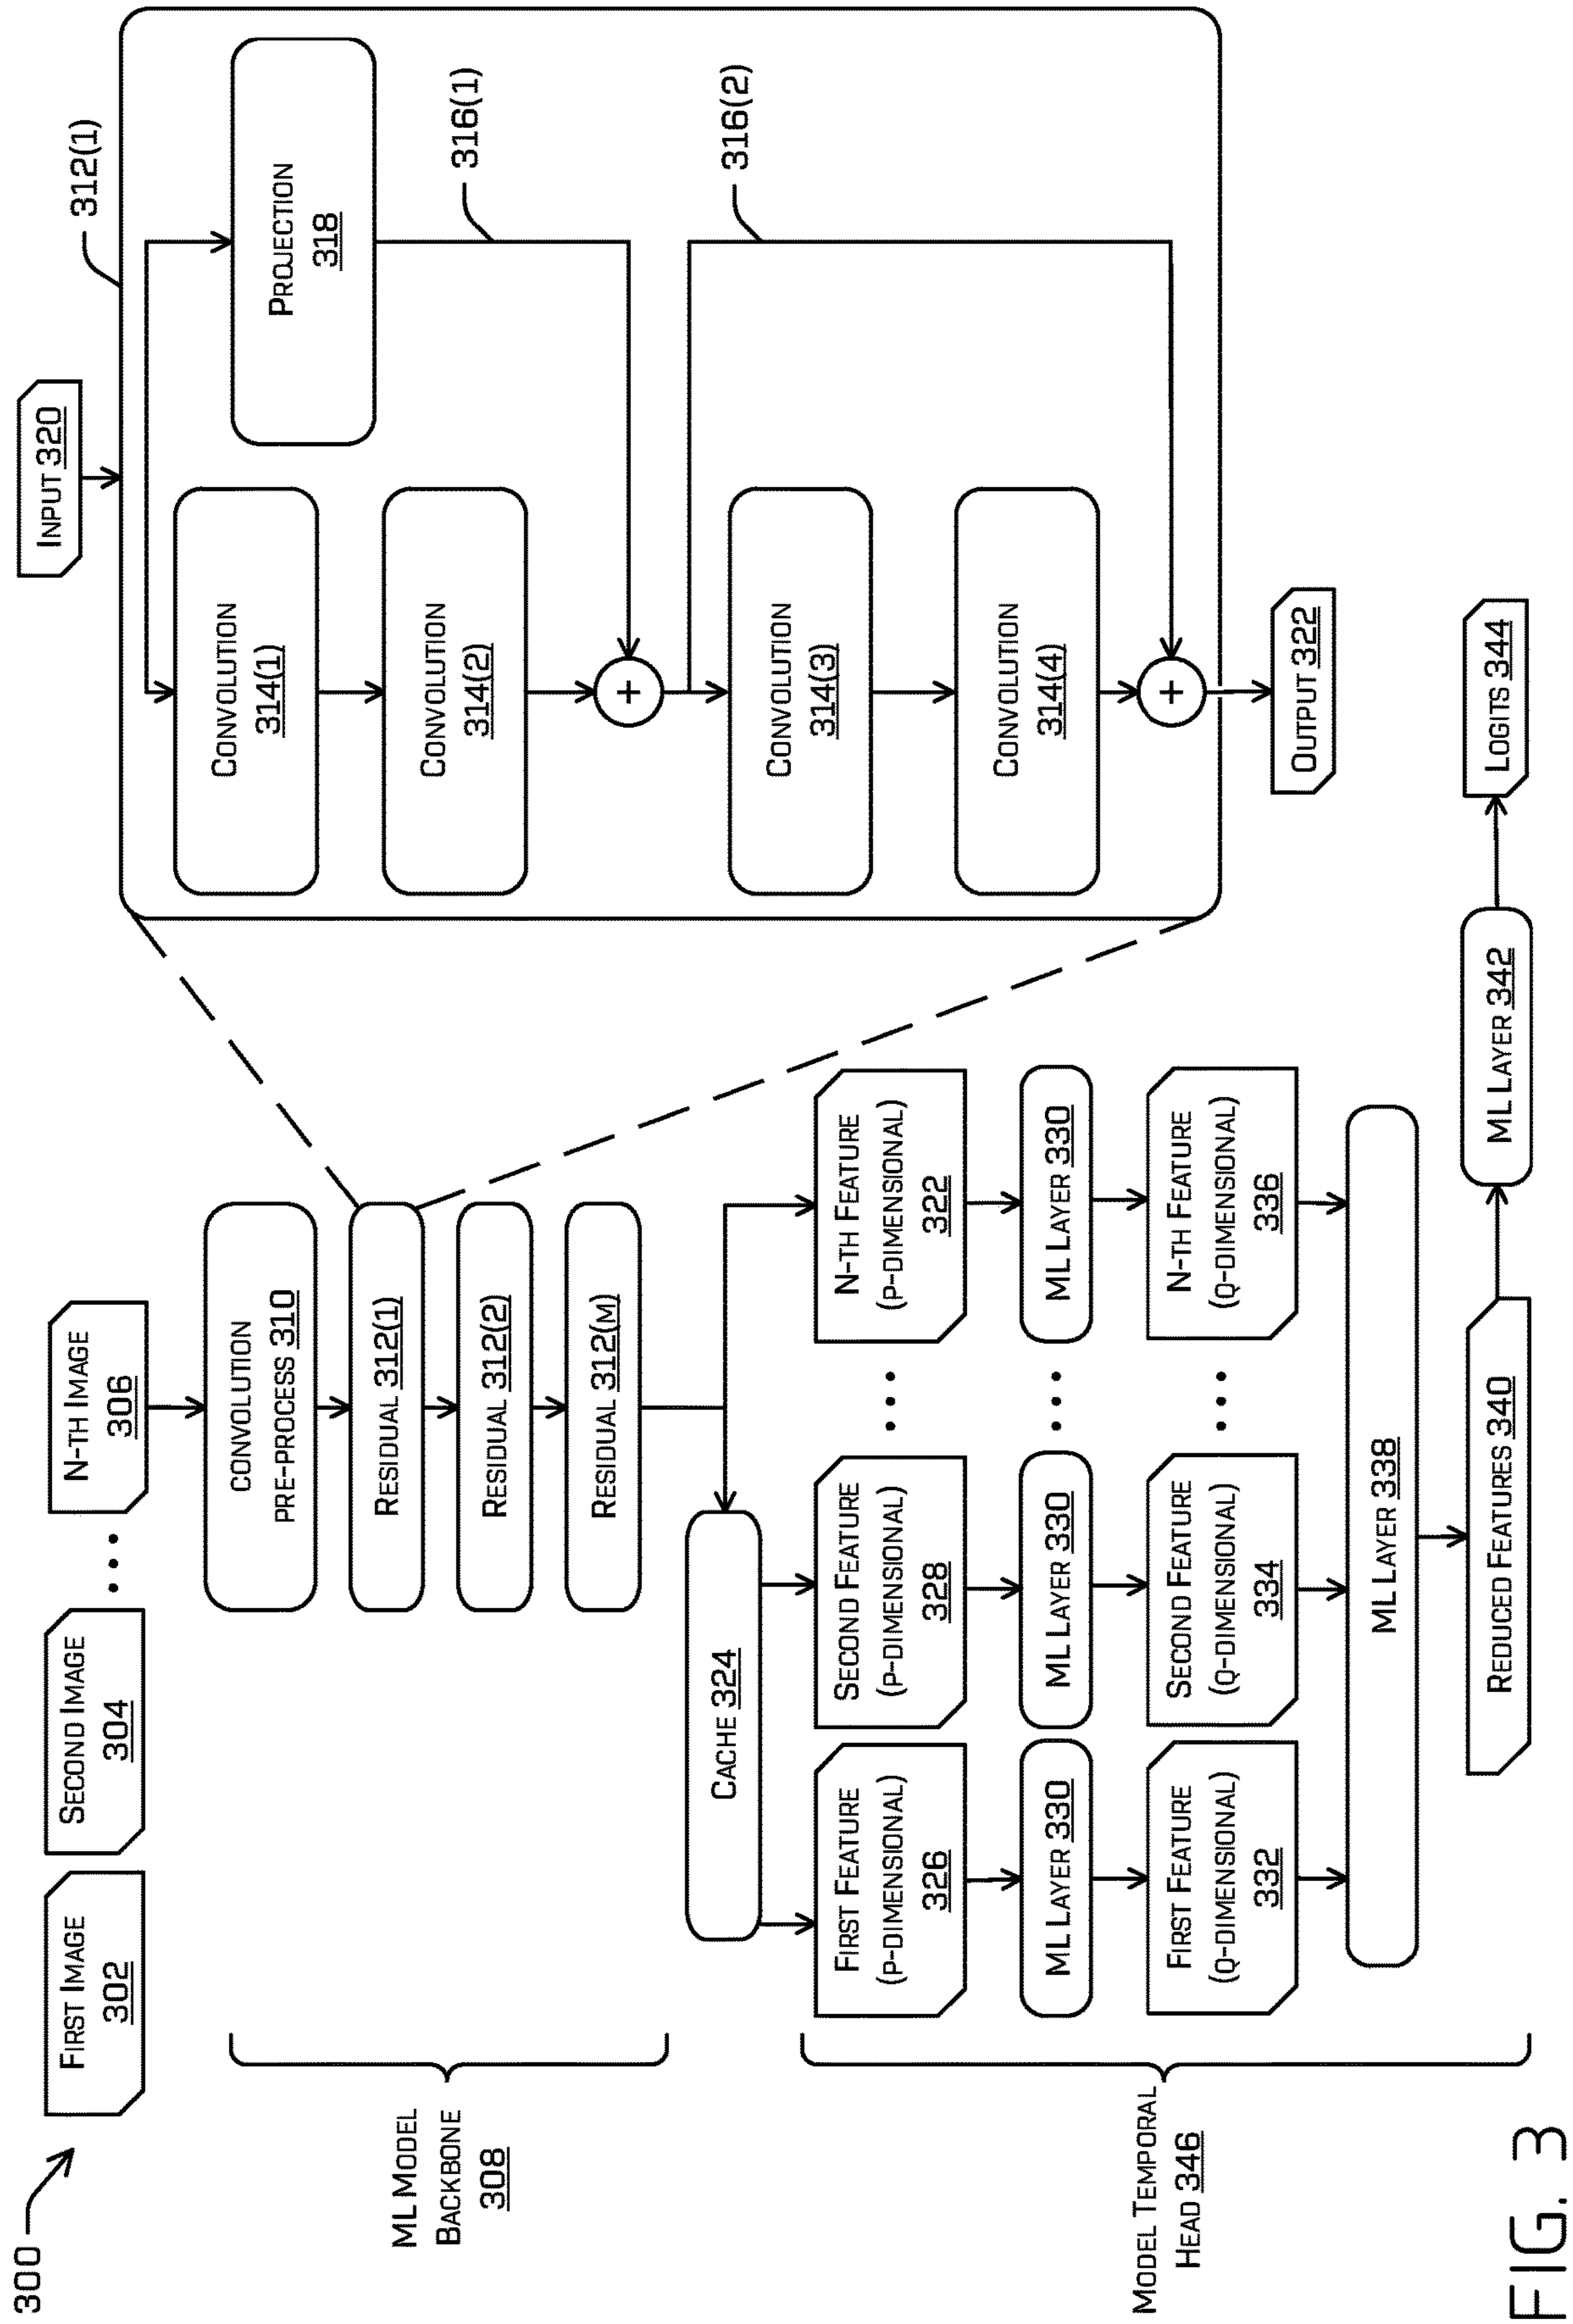 300
FIRST IMAGE
302
SECOND IMAGE
304
N-TH IMAGE
306
ML MODEL
BACKBONE
308
CONVOLUTION
PRE-PROCESS 310
RESIDUAL 312(1)
RESIDUAL 312(2)
RESIDUAL 312(M)
CACHE 324
MODEL TEMPORAL
HEAD 346
FIRST FEATURE
(P-DIMENSIONAL)
326
SECOND FEATURE
(P-DIMENSIONAL)
328
N-TH FEATURE
(P-DIMENSIONAL)
322
ML LAYER 330
ML LAYER 330
ML LAYER 330
FIRST FEATURE
(Q-DIMENSIONAL)
332
SECOND FEATURE
(Q-DIMENSIONAL)
334
N-TH FEATURE
(Q-DIMENSIONAL)
336
ML LAYER 338
REDUCED FEATURES 340
ML LAYER 342
LOGITS 344
INPUT 320
312(1)
CONVOLUTION
314(1)
PROJECTION
318
CONVOLUTION
314(2)
316(1)
+
CONVOLUTION
314(3)
316(2)
CONVOLUTION
314(4)
+
OUTPUT 322
FIG. 3